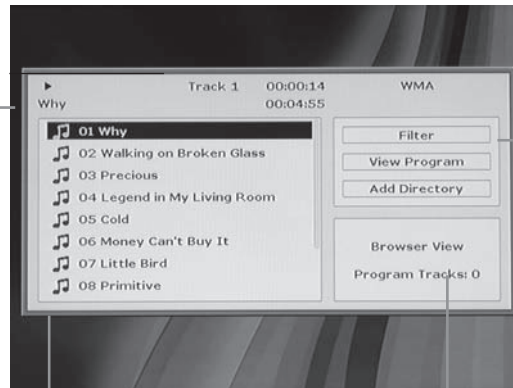 Track 1 00:00:14 WMA
Why 00:04:55
01 Why
02 Walking on Broken Glass
03 Precious
04 Legend in My Living Room
05 Cold
06 Money Can't Buy It
07 Little Bird
08 Primitive
Filter
View Program
Add Directory
Browser View
Program Tracks: 0